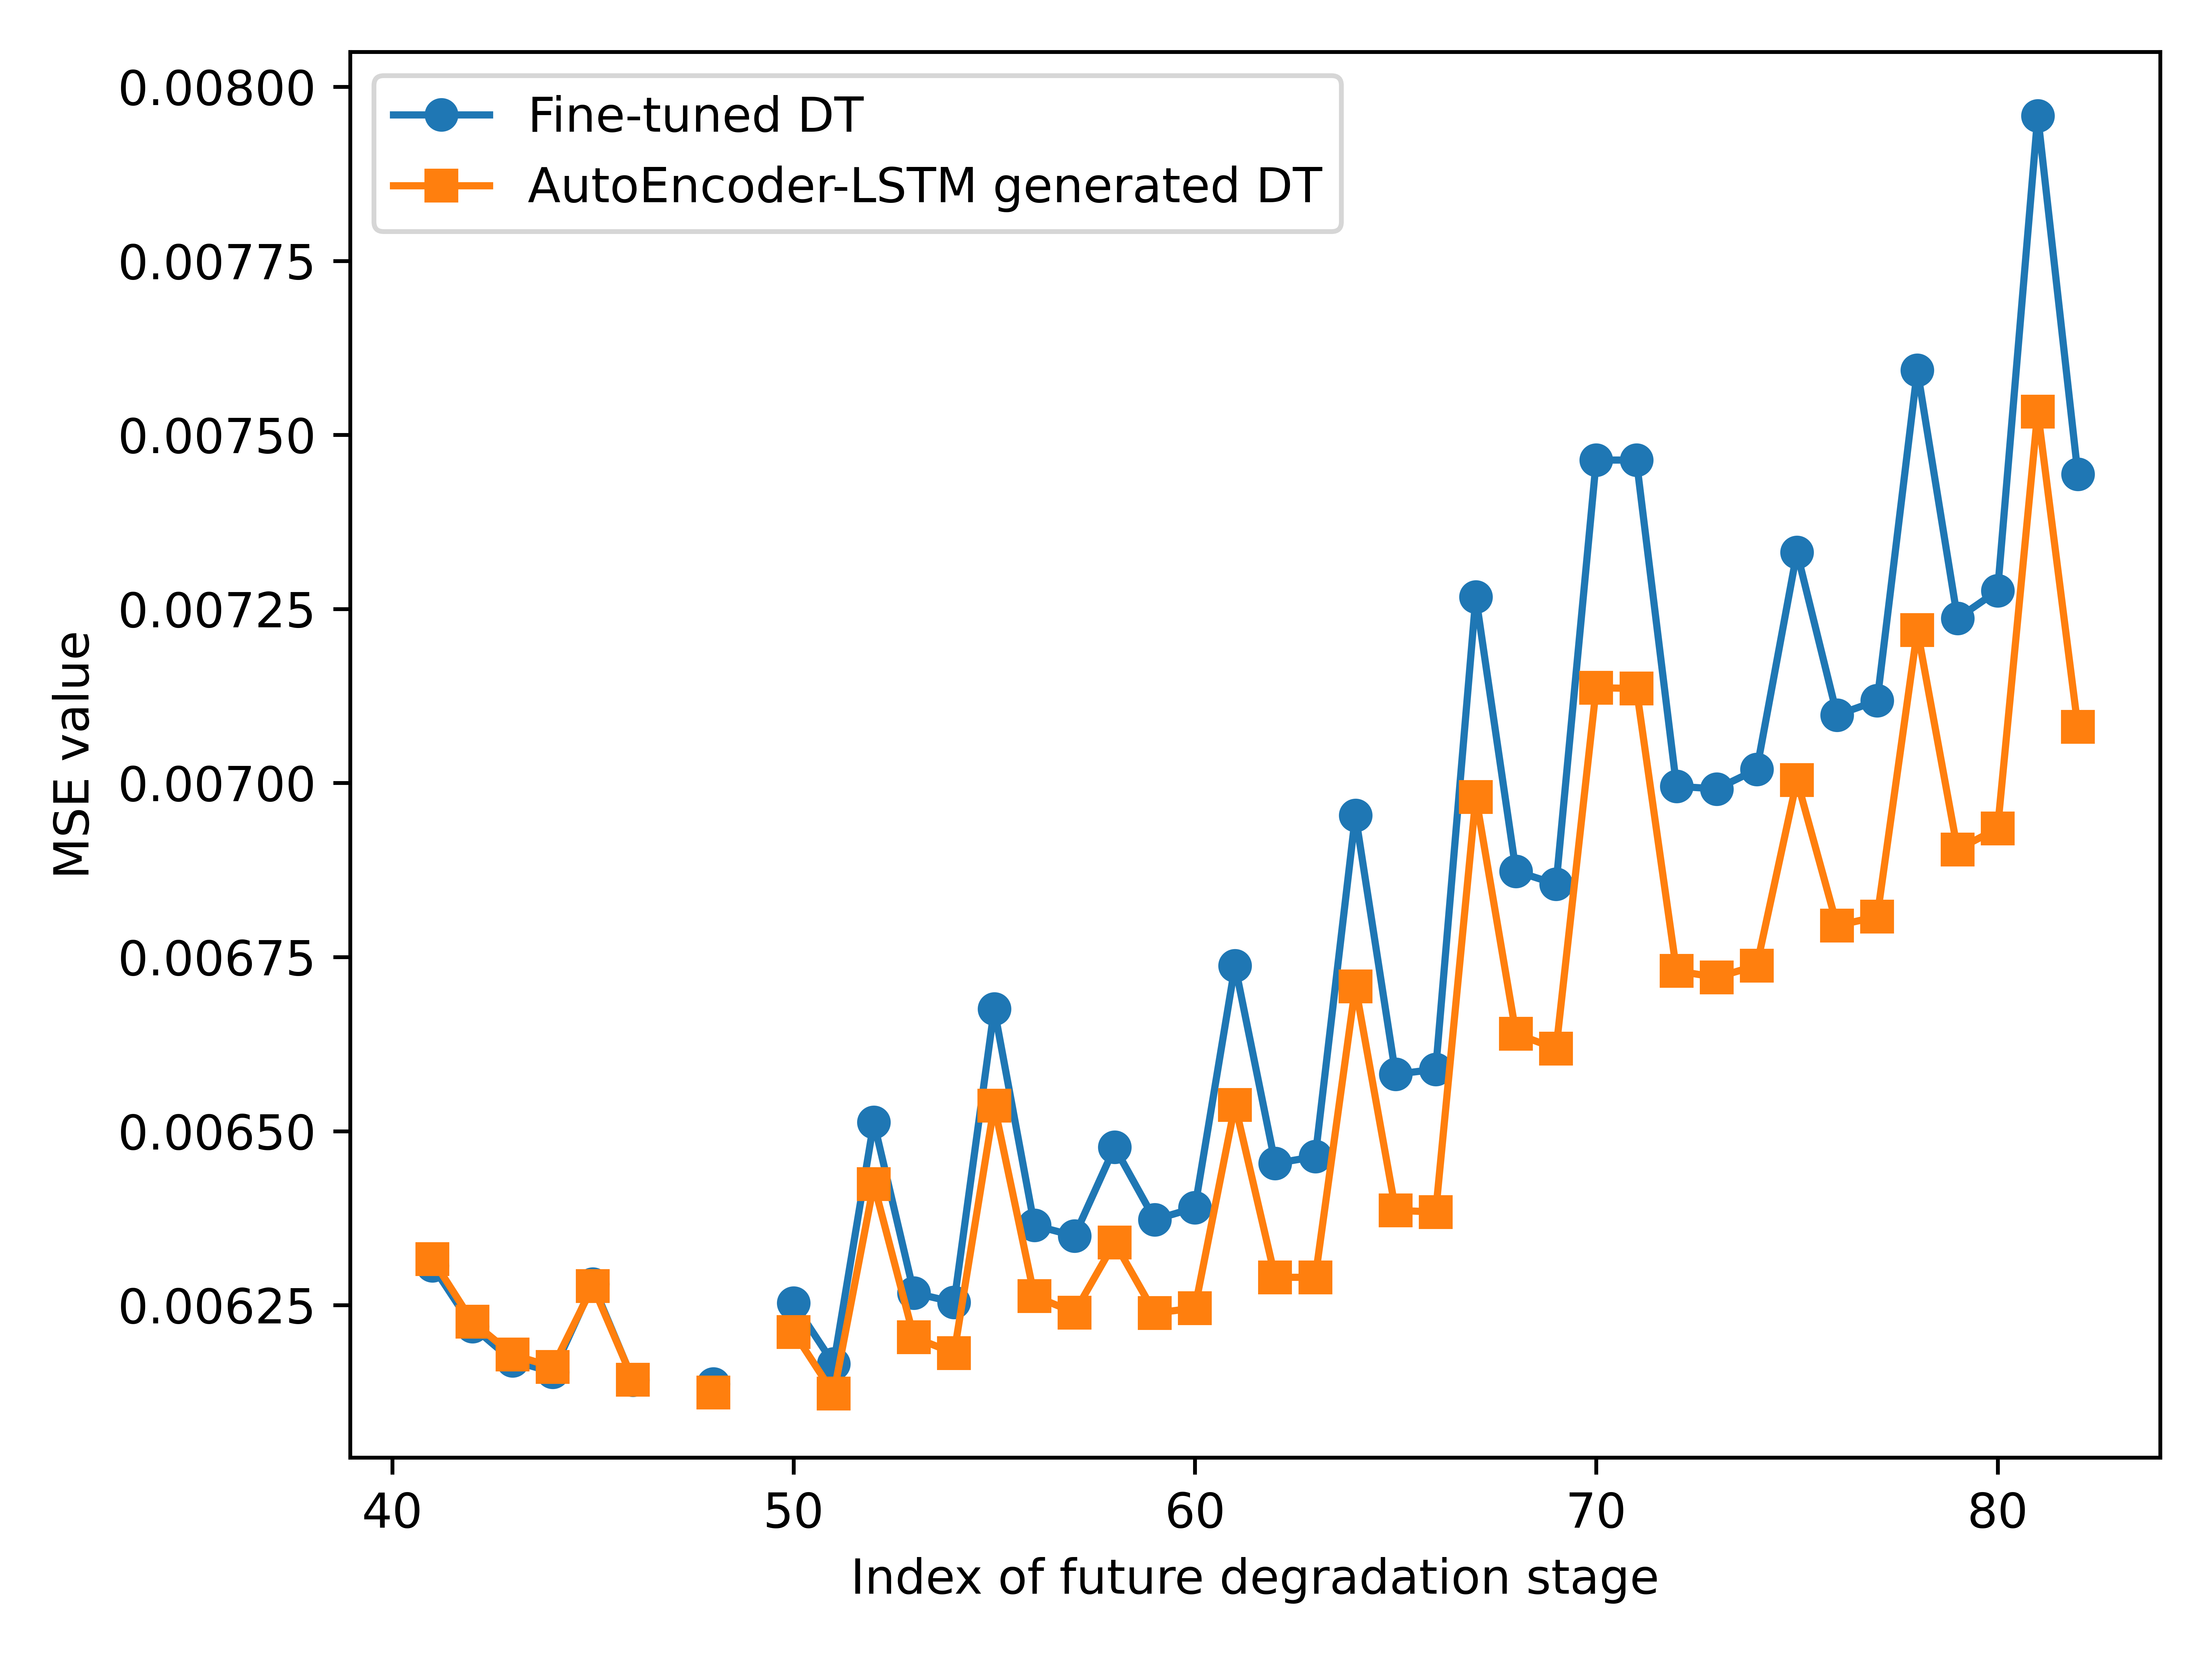 Fine-tuned DT
AutoEncoder-LSTM generated DT
0.00800
0.00775
0.00750
0.00725
0.00700
0.00675
0.00650
0.00625
MSE value
40 50 60 70 80
Index of future degradation stage